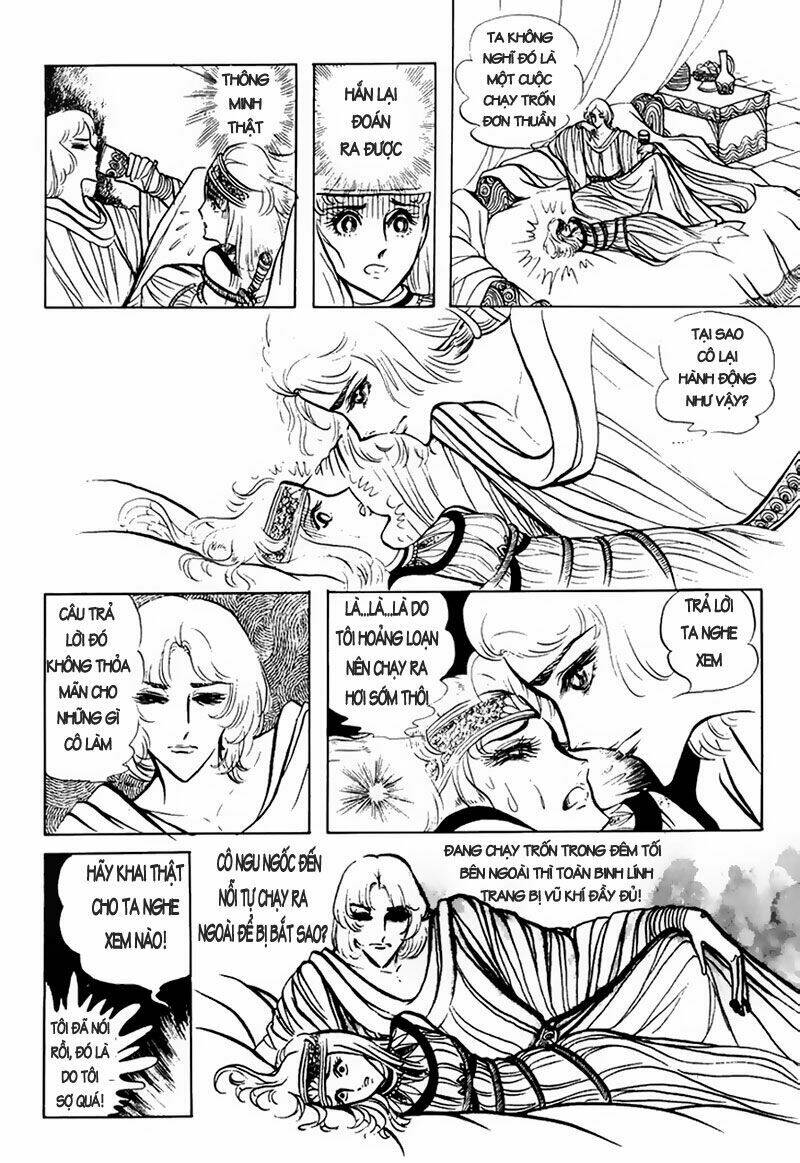 THÔNG
MINH
THẬT
HẮN LẠI
ĐOÁN
RA ĐƯỢC
TA KHÔNG
NGHĨ ĐÓ LÀ
MỘT CUỘC
CHẠY TRỐN
ĐƠN THUẦN
TẠI SAO
CÔ LẠI
HÀNH ĐỘNG
NHƯ VẬY?
CÂU TRẢ
LỜI ĐÓ
KHÔNG THỎA
MÃN CHO
NHỮNG GÌ
CÔ LÀM
LÀ...LÀ...LÀ DO
TÔI HOẢNG LOẠN
NÊN CHẠY RA
HƠI SỚM THÔI
TRẢ LỜI
TA NGHE
XEM
HÃY KHAI THẬT
CHO TA NGHE
XEM NÀO!
TÔI ĐÃ NÓI
RỒI, ĐÓ LÀ
DO TÔI
SỢ QUÁ!
CÔ NGU NGỐC ĐẾN
NỖI TỰ CHẠY RA
NGOÀI ĐỂ BỊ BẮT SAO?
ĐANG CHẠY TRỐN TRONG ĐÊM TỐI
BÊN NGOÀI THÌ TOÀN BINH LÍNH
TRANG BỊ VŨ KHÍ ĐẦY ĐỦ!